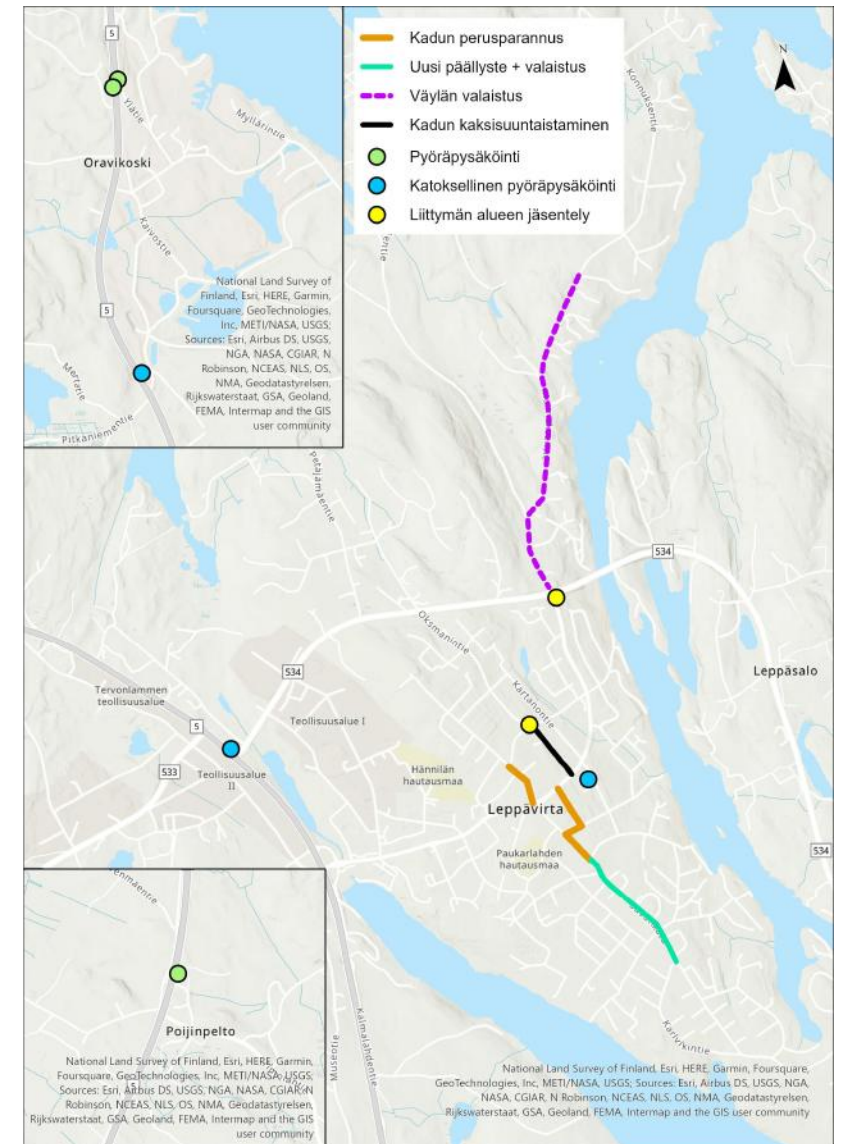 Kadun perusparannus
Uusi päällyste + valaistus
Väylän valaistus
Kadun kaksisuuntaistaminen
Pyöräpysäköinti
Katoksellinen pyöräpysäköinti
Liittymän alueen jäsentely
N
Konnuksentie
5
Ylätie
Myllärintie
Oravikoski
Kaivostie
5
Mertatie
Pitkäniementie
National Land Survey of
Finland, Esri, HERE, Garmin,
Foursquare, GeoTechnologies,
Inc, METI/NASA, USGS;
Sources: Esri, Airbus DS, USGS,
NGA, NASA, CGIAR, N
Robinson, NCEAS, NLS, OS,
NMA, Geodatastyrelsen,
Rijkswaterstaat, GSA, Geoland,
FEMA, Intermap and the GIS
user community
534
Oksmanintie
Kartanontie
Leppäsalo
534
Tervonlammen
teollisuusalue
5
Teollisuusalue I
533
Teollisuusalue
II
Hännilän
hautausmaa
Leppävirta
Paukarlahden
hautausmaa
534
Karivikintie
Museotie
Kalmalahdentie
Poijinpelto
5
National Land Survey of Finland, Esri, HERE, Garmin,
Foursquare, GeoTechnologies, Inc, METI/NASA, USGS;
Sources: Esri, Airbus DS, USGS, NGA, NASA, CGIAR, N
Robinson, NCEAS, NLS, OS, NMA, Geodatastyrelsen,
Rijkswaterstaat, GSA, Geoland, FEMA, Intermap and the GIS
user community
National Land Survey of Finland, Esri, HERE, Garmin, Foursquare,
GeoTechnologies, Inc, METI/NASA, USGS; Sources: Esri, Airbus DS, USGS, NGA,
NASA, CGIAR, N Robinson, NCEAS, NLS, OS, NMA, Geodatastyrelsen,
Rijkswaterstaat, GSA, Geoland, FEMA, Intermap and the GIS user community